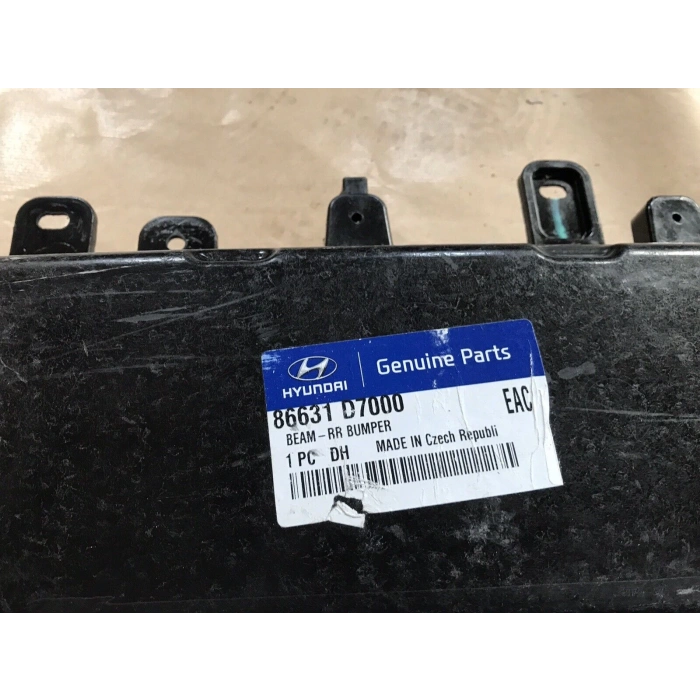 HYUNDAI
Genuine Parts
86631 D7000
EAC
BEAM-RR BUMPER
1 PC DH MADE IN Czech Republi